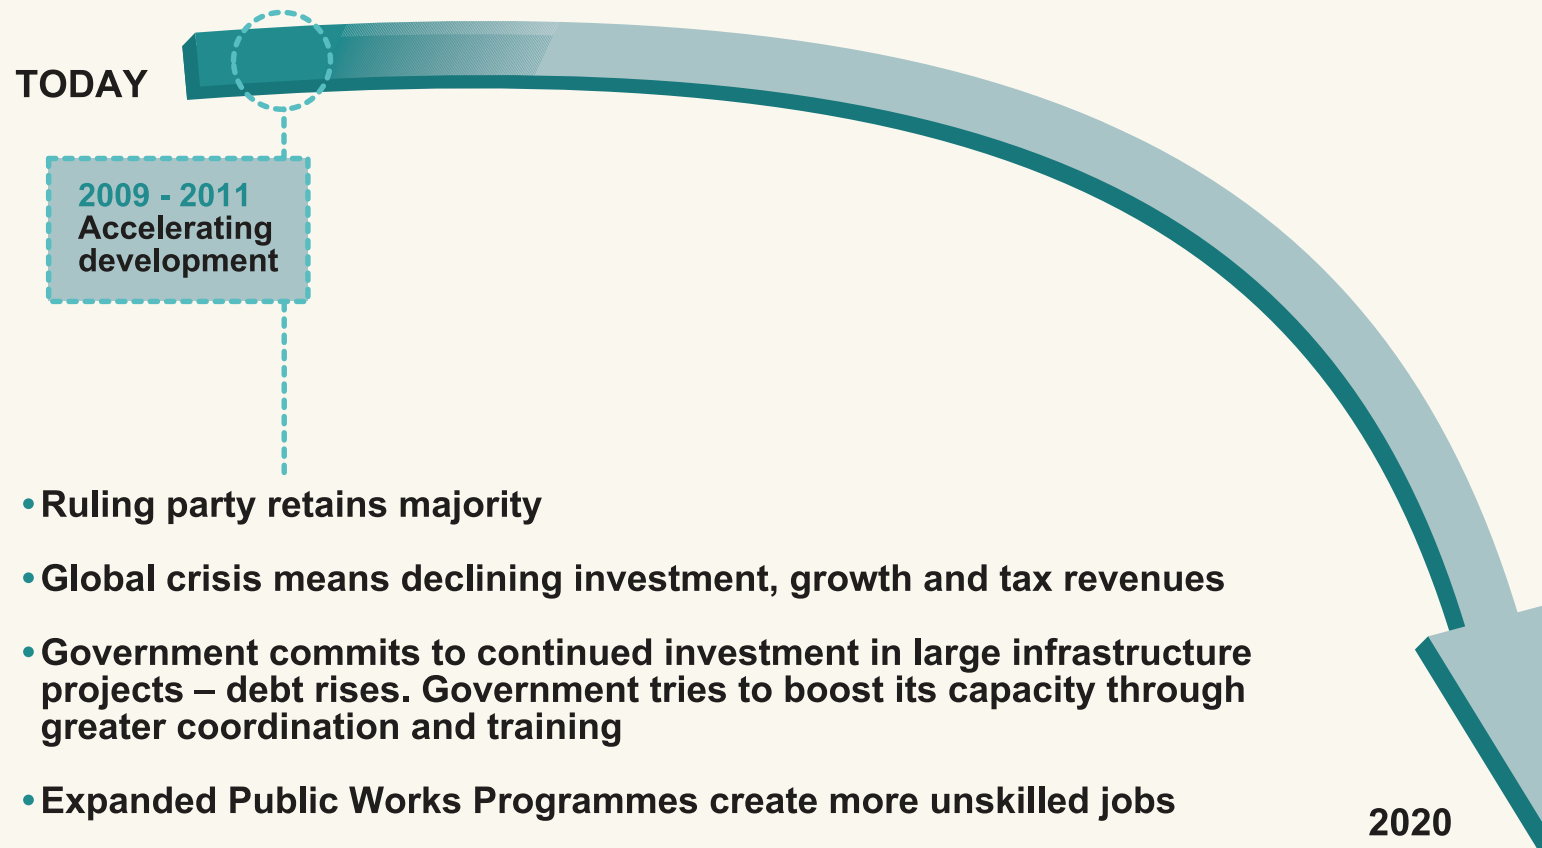 TODAY
2009 - 2011
Accelerating
development
• Ruling party retains majority
• Global crisis means declining investment, growth and tax revenues
• Government commits to continued investment in large infrastructure
projects – debt rises. Government tries to boost its capacity through
greater coordination and training
• Expanded Public Works Programmes create more unskilled jobs
2020